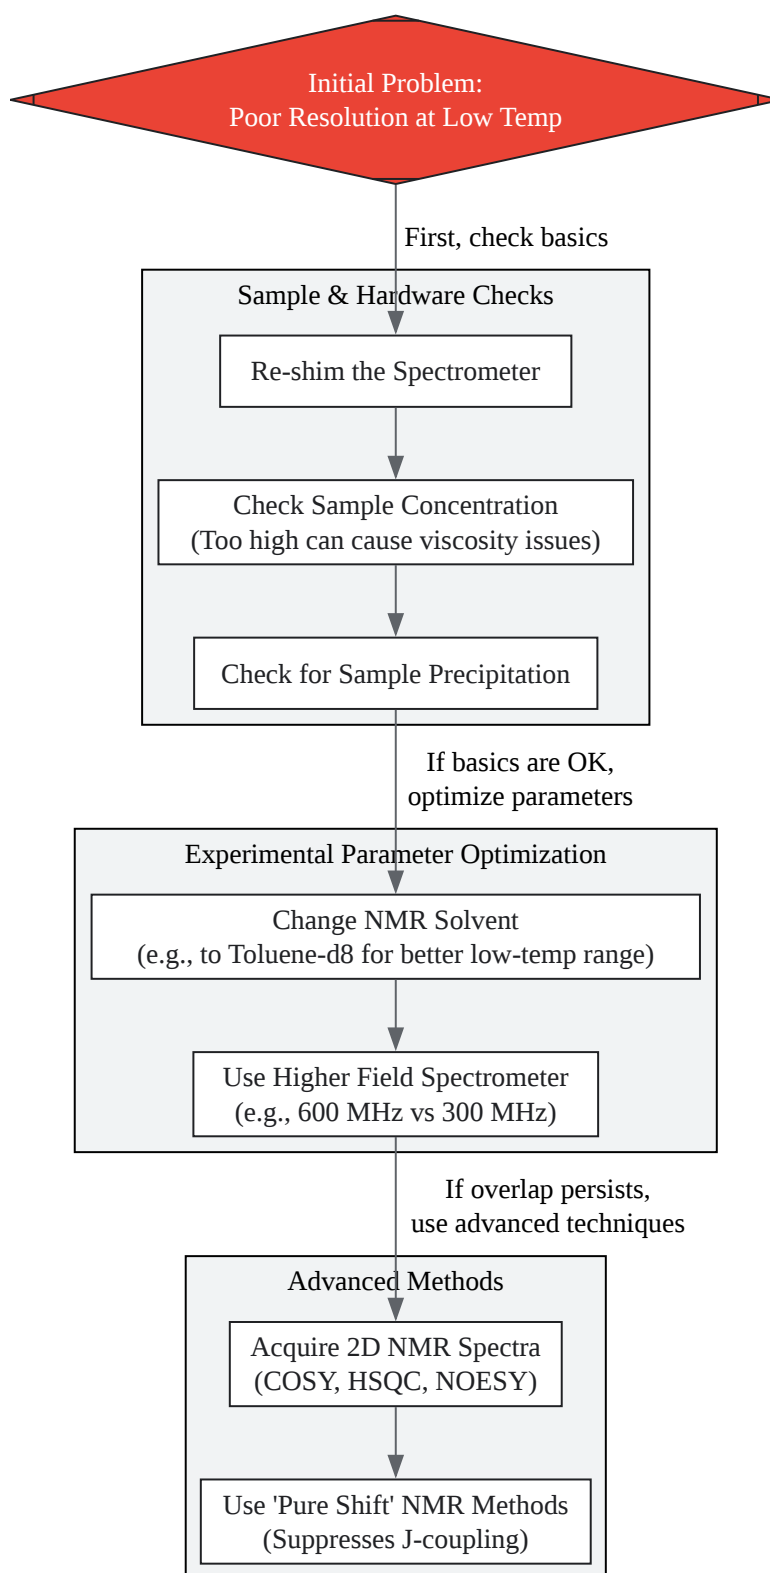 Initial Problem:
Poor Resolution at Low Temp
First, check basics
Sample & Hardware Checks
Re-shim the Spectrometer
Check Sample Concentration
(Too high can cause viscosity issues)
Check for Sample Precipitation
If basics are OK,
optimize parameters
Experimental Parameter Optimization
Change NMR Solvent
(e.g., to Toluene-d8 for better low-temp range)
Use Higher Field Spectrometer
(e.g., 600 MHz vs 300 MHz)
If overlap persists,
use advanced techniques
Advanced Methods
Acquire 2D NMR Spectra
(COSY, HSQC, NOESY)
Use 'Pure Shift' NMR Methods
(Suppresses J-coupling)